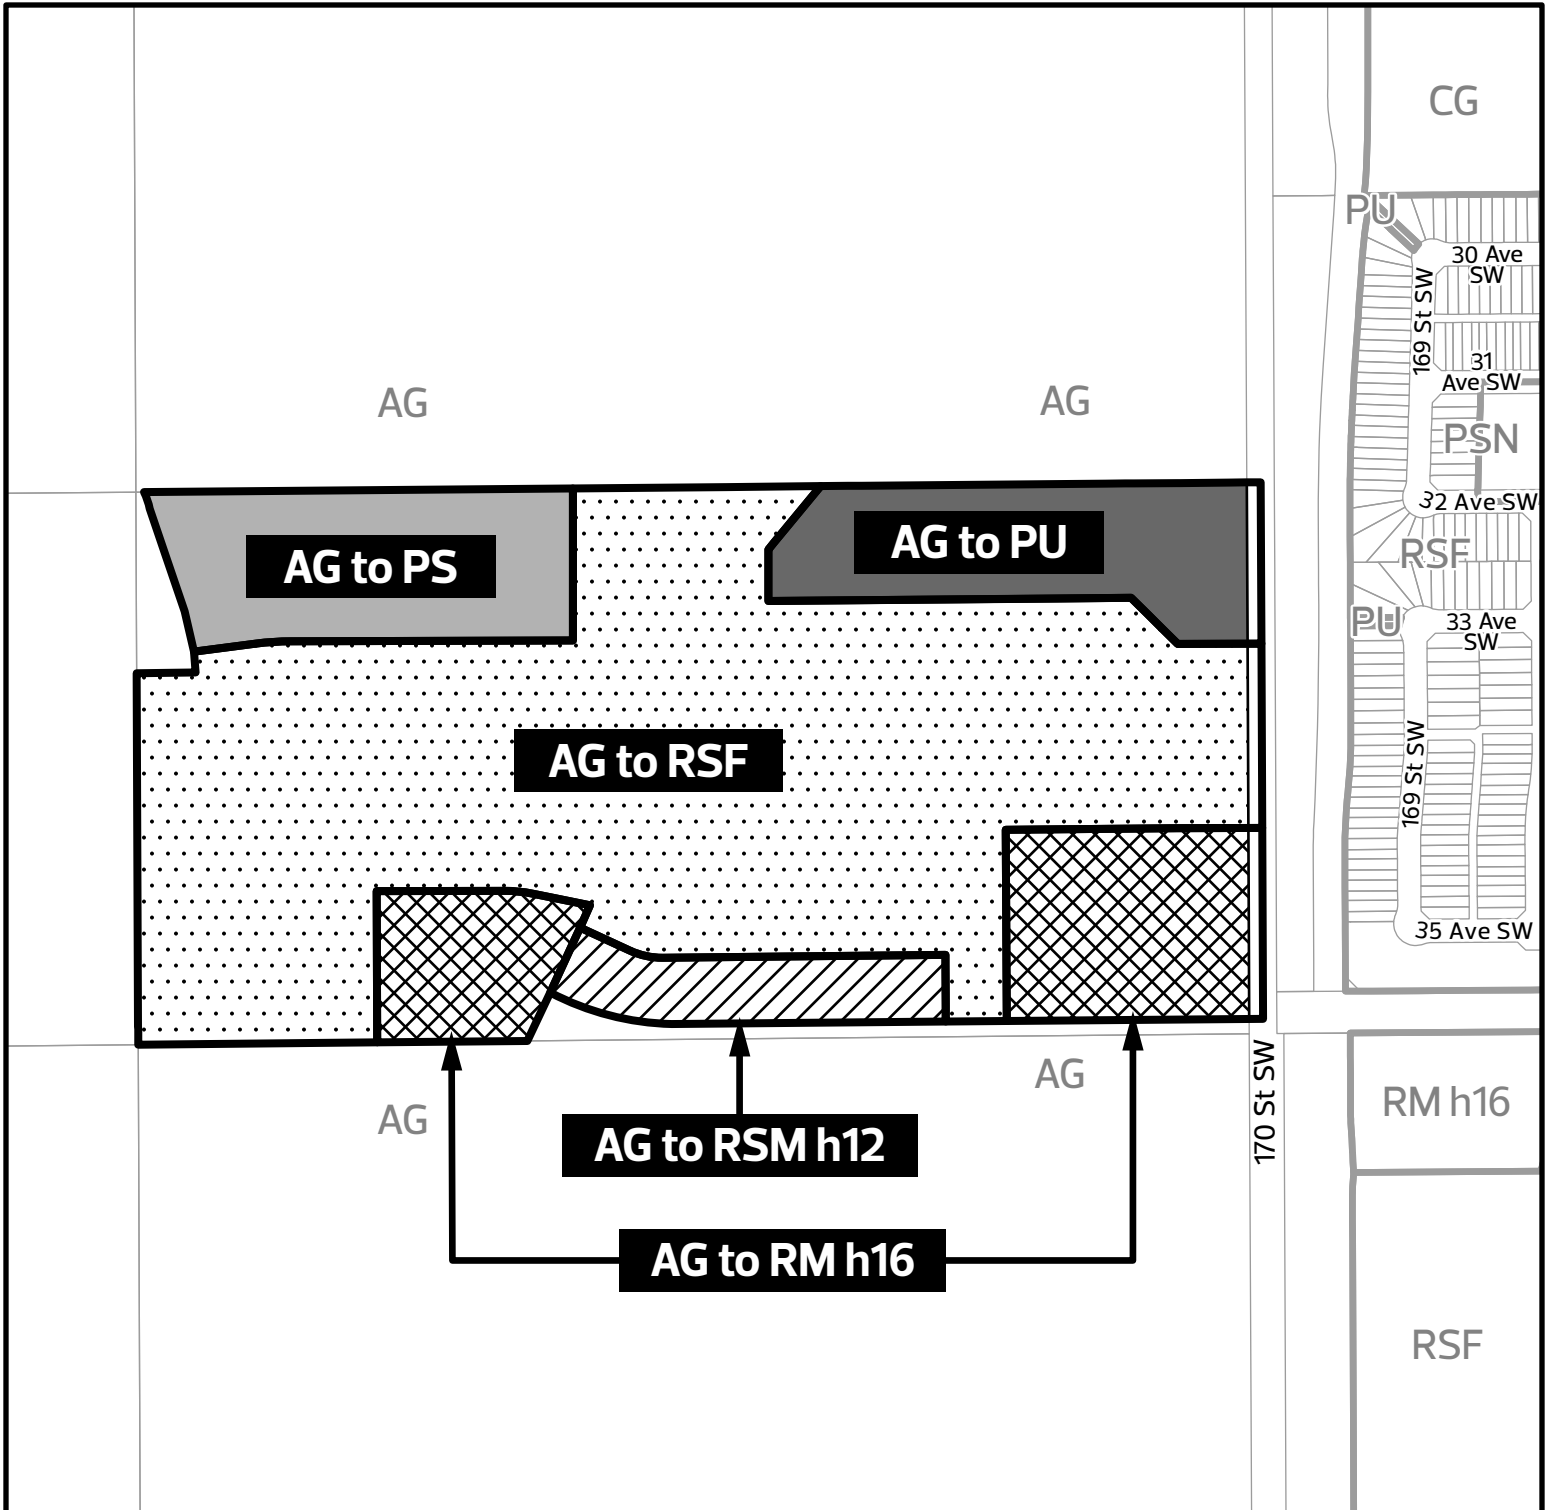 CG
PU
30 Ave
SW
169 St SW
31
Ave SW
AG
AG
PSN
32 Ave SW
AG to PS
AG to PU
RSF
PU
33 Ave
SW
AG to RSF
169 St SW
35 Ave SW
AG
AG
170 St SW
RM h16
AG to RSM h12
AG to RM h16
RSF